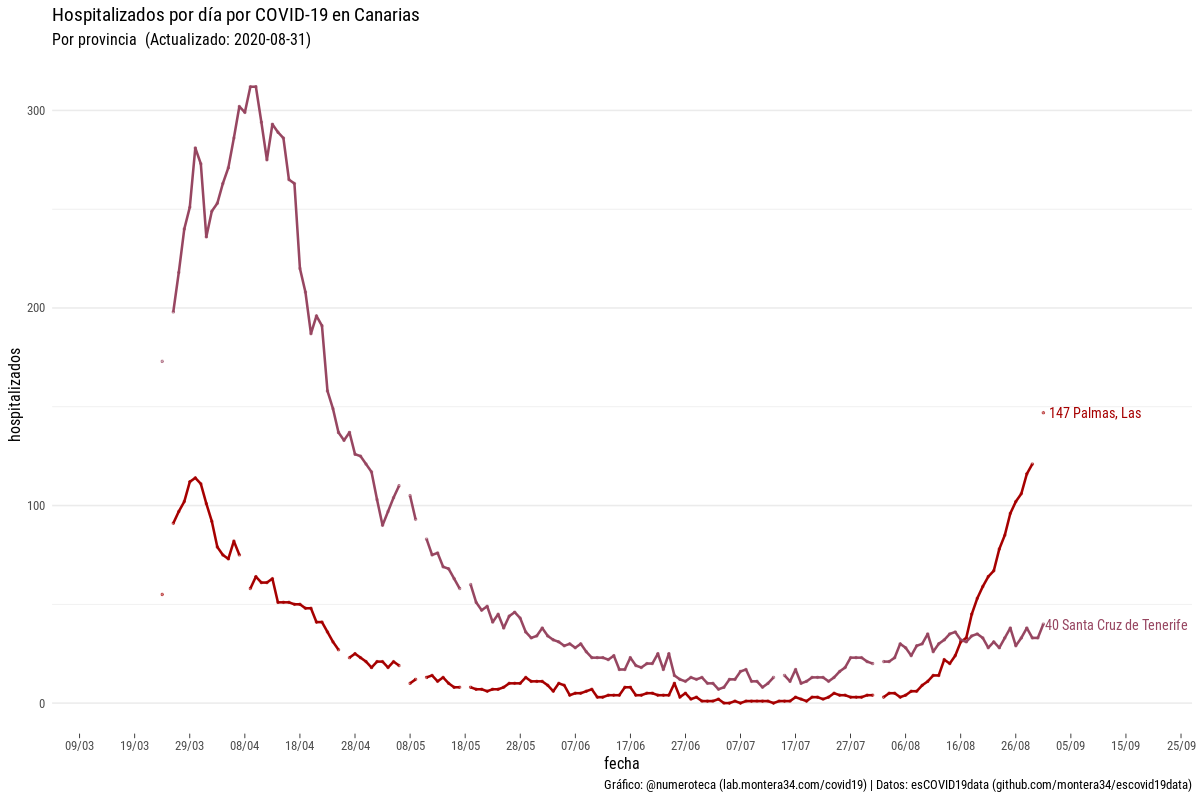 Hospitalizados por día por COVID-19 en Canarias
Por provincia  (Actualizado: 2020-08-31)
hospitalizados
300
200
100
0
147 Palmas, Las
40 Santa Cruz de Tenerife
09/03 19/03 29/03 08/04 18/04 28/04 08/05 18/05 28/05 07/06 17/06 27/06 07/07 17/07 27/07 06/08 16/08 26/08 05/09 15/09 25/09
fecha
Gráfico: @numeroteca (lab.montera34.com/covid19) | Datos: esCOVID19data (github.com/montera34/escovid19data)